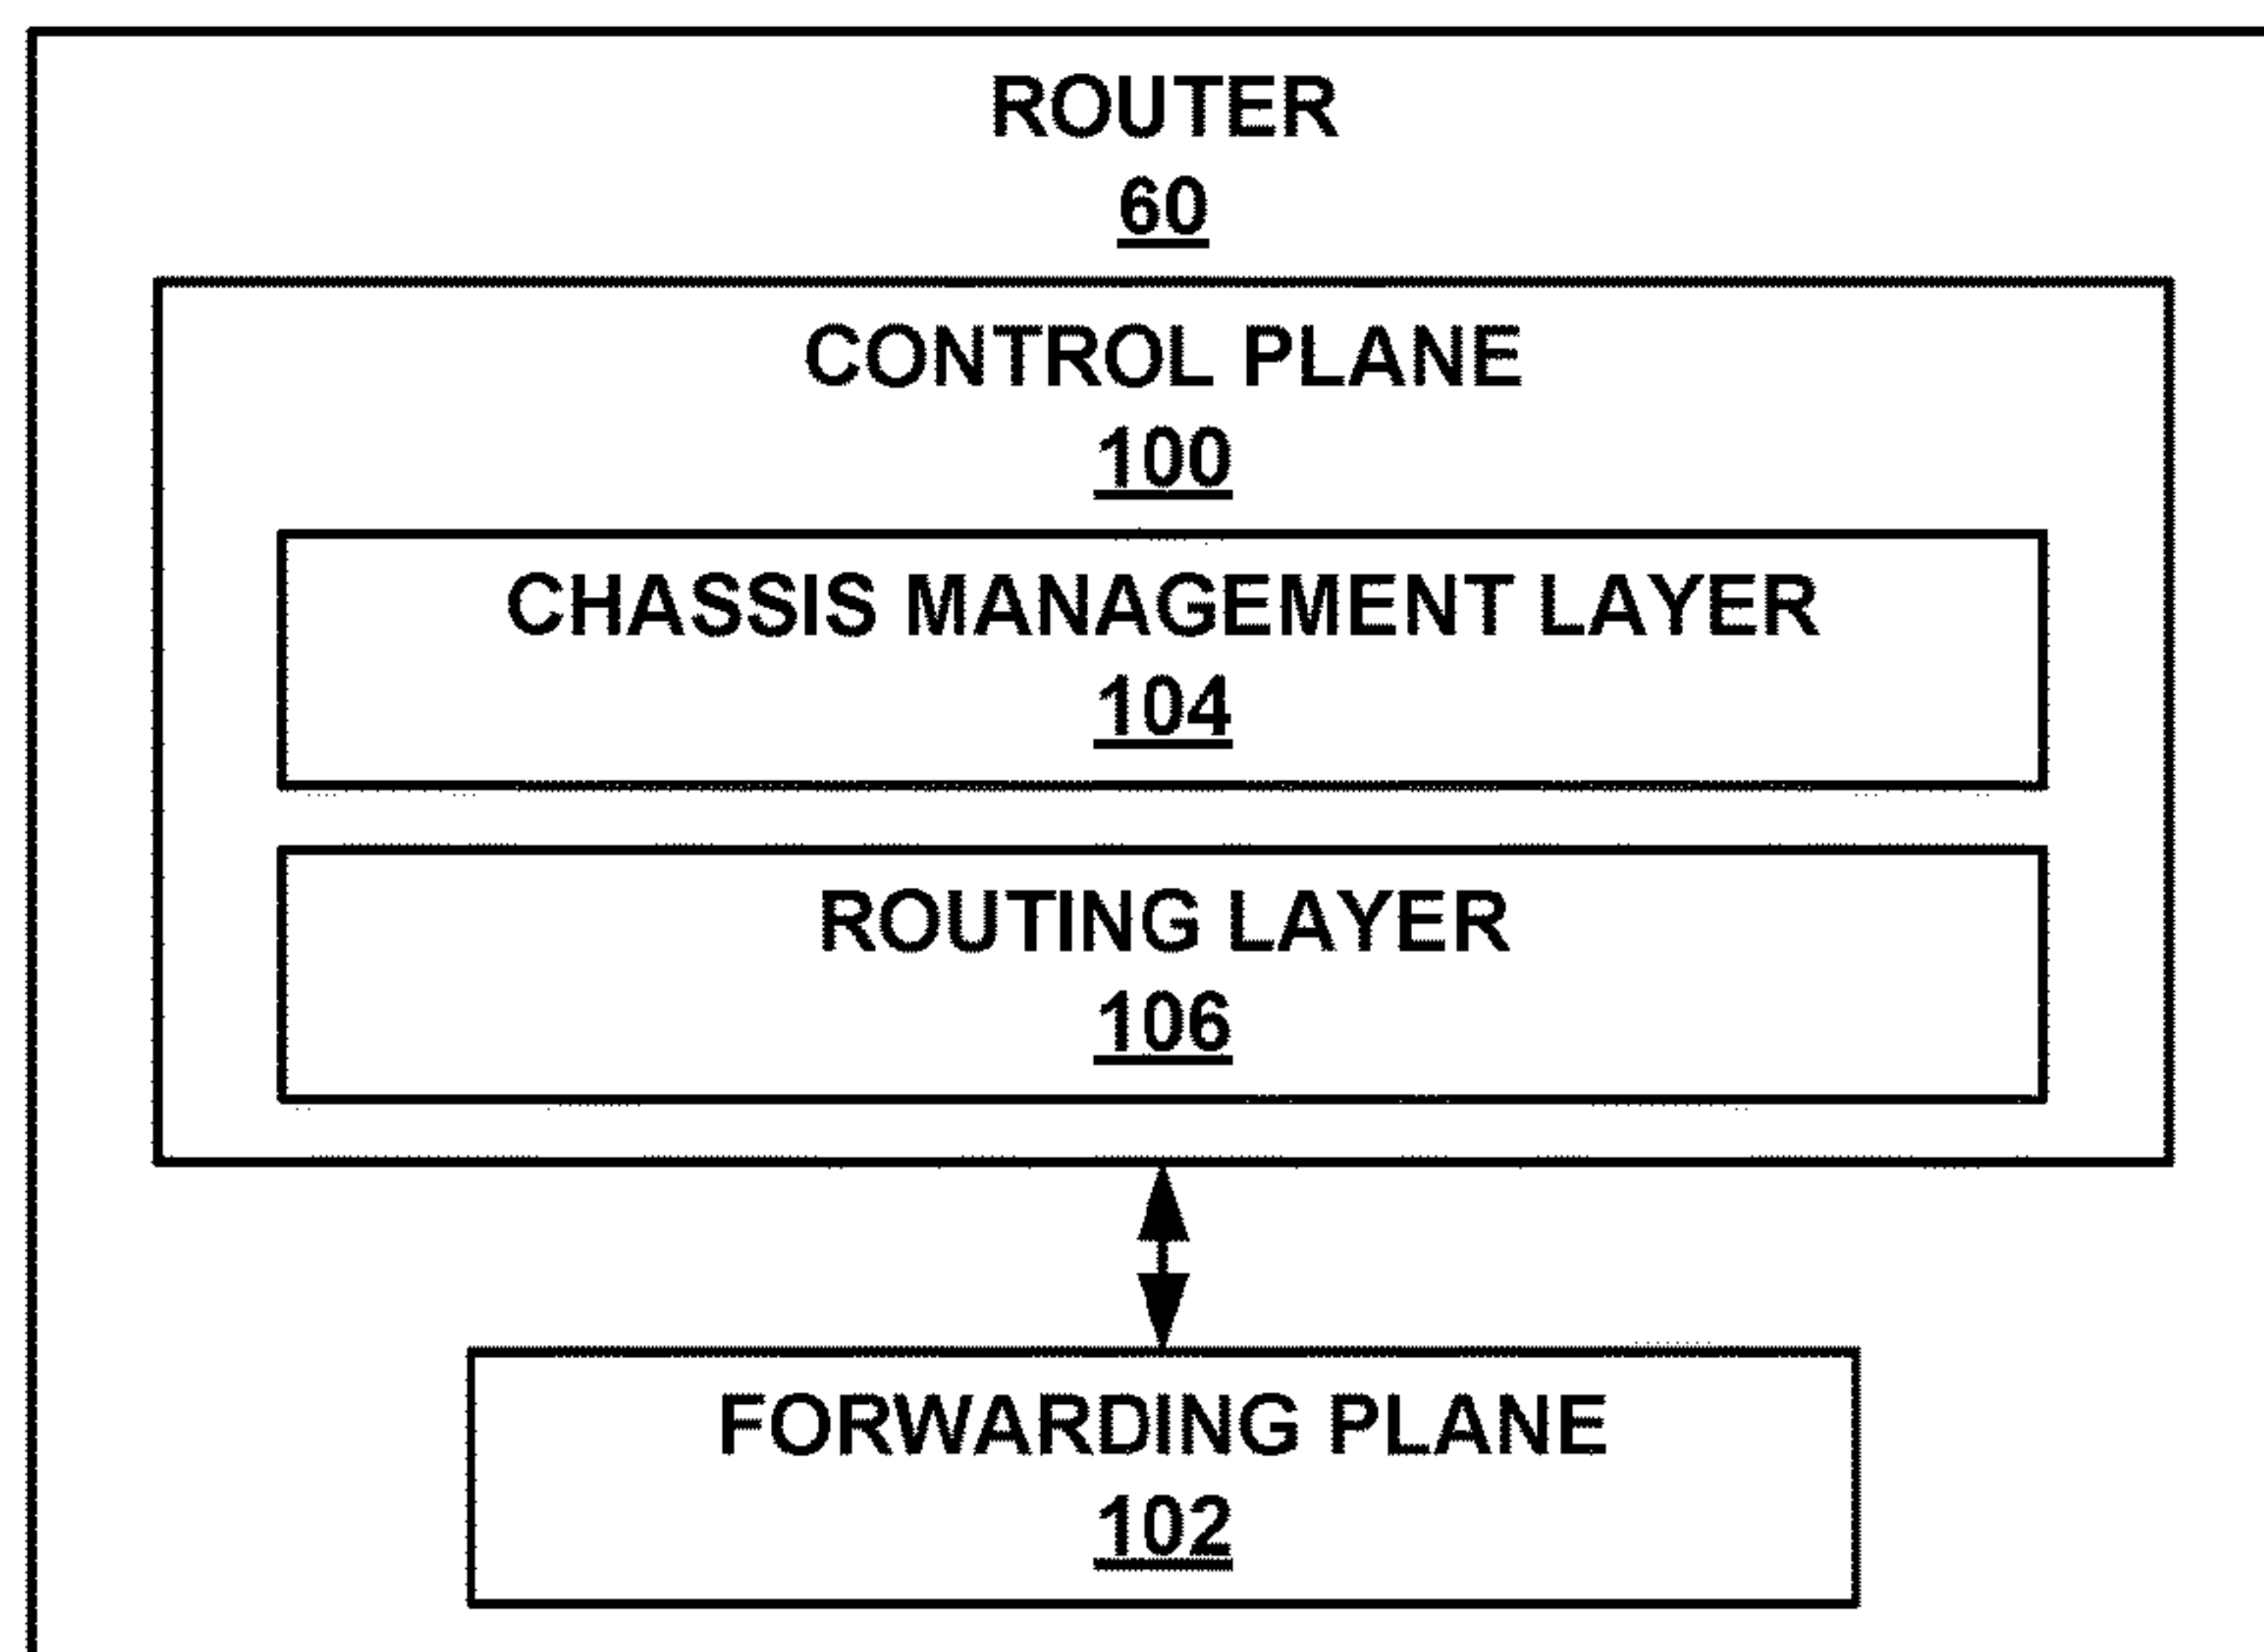 ROUTER
60
CONTROL PLANE
100
CHASSIS MANAGEMENT LAYER
104
ROUTING LAYER
106
FORWARDING PLANE
102